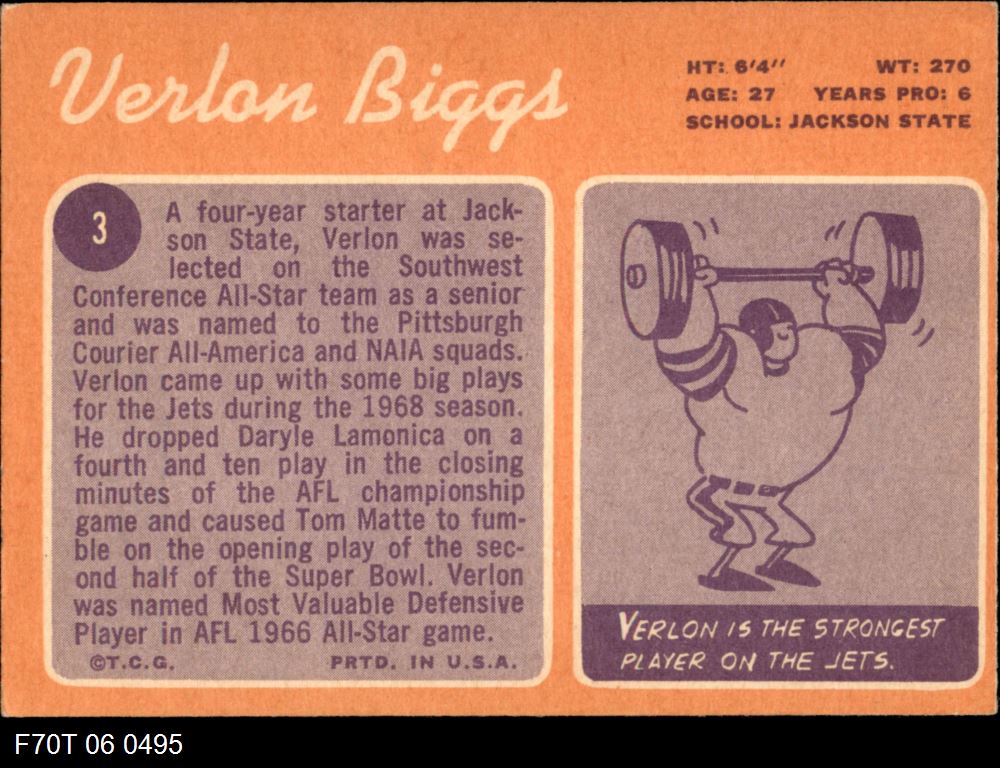 Verlon Biggs
HT: 6'4'' WT: 270
AGE: 27 YEARS PRO: 6
SCHOOL: JACKSON STATE
3
A four-year starter at Jack-
son State, Verlon was se-
lected on the Southwest
Conference All-Star team as a senior
and was named to the Pittsburgh
Courier All-America and NAIA squads.
Verlon came up with some big plays
for the Jets during the 1968 season.
He dropped Daryle Lamonica on a
fourth and ten play in the closing
minutes of the AFL championship
game and caused Tom Matte to fum-
ble on the opening play of the sec-
ond half of the Super Bowl. Verlon
was named Most Valuable Defensive
Player in AFL 1966 All-Star game.
©T.C.G. PRTD. IN U.S.A.
VERLON IS THE STRONGEST
PLAYER ON THE JETS.
F70T 06 0495